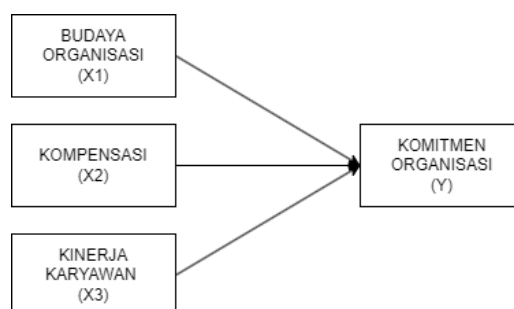 BUDAYA
ORGANISASI
(X1)
KOMPENSASI
(X2)
KOMITMEN
ORGANISASI
(Y)
KINERJA
KARYAWAN
(X3)